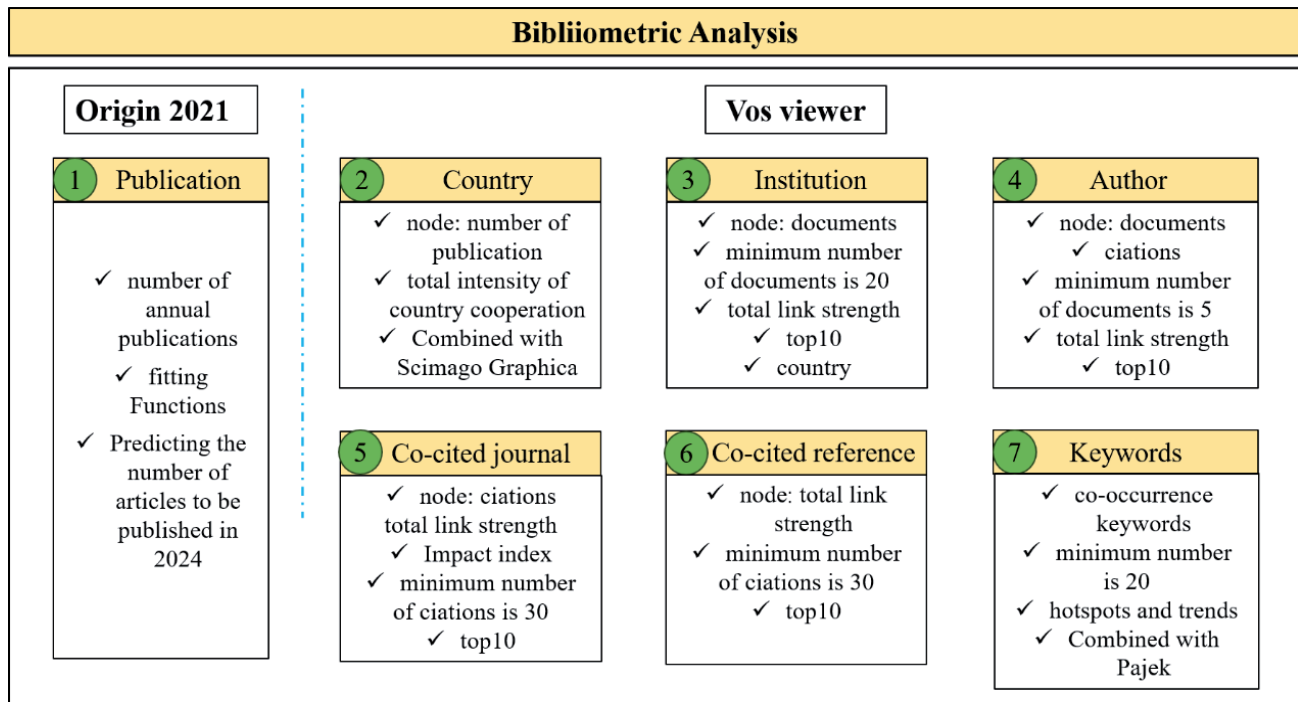 Bibliiometric Analysis
Origin 2021
Vos viewer
1 Publication
✓ number of
annual
publications
✓ fitting
Functions
✓ Predicting the
number of
articles to be
published in
2024
2 Country
✓ node: number of
publication
✓ total intensity of
country cooperation
✓ Combined with
Scimago Graphica
3 Institution
✓ node: documents
✓ minimum number
of documents is 20
✓ total link strength
✓ top10
✓ country
4 Author
✓ node: documents
✓ ciations
✓ minimum number
of documents is 5
✓ total link strength
✓ top10
5 Co-cited journal
✓ node: ciations
total link strength
✓ Impact index
✓ minimum number
of ciations is 30
✓ top10
6 Co-cited reference
✓ node: total link
strength
✓ minimum number
of ciations is 30
✓ top10
7 Keywords
✓ co-occurrence
keywords
✓ minimum number
is 20
✓ hotspots and trends
✓ Combined with
Pajek